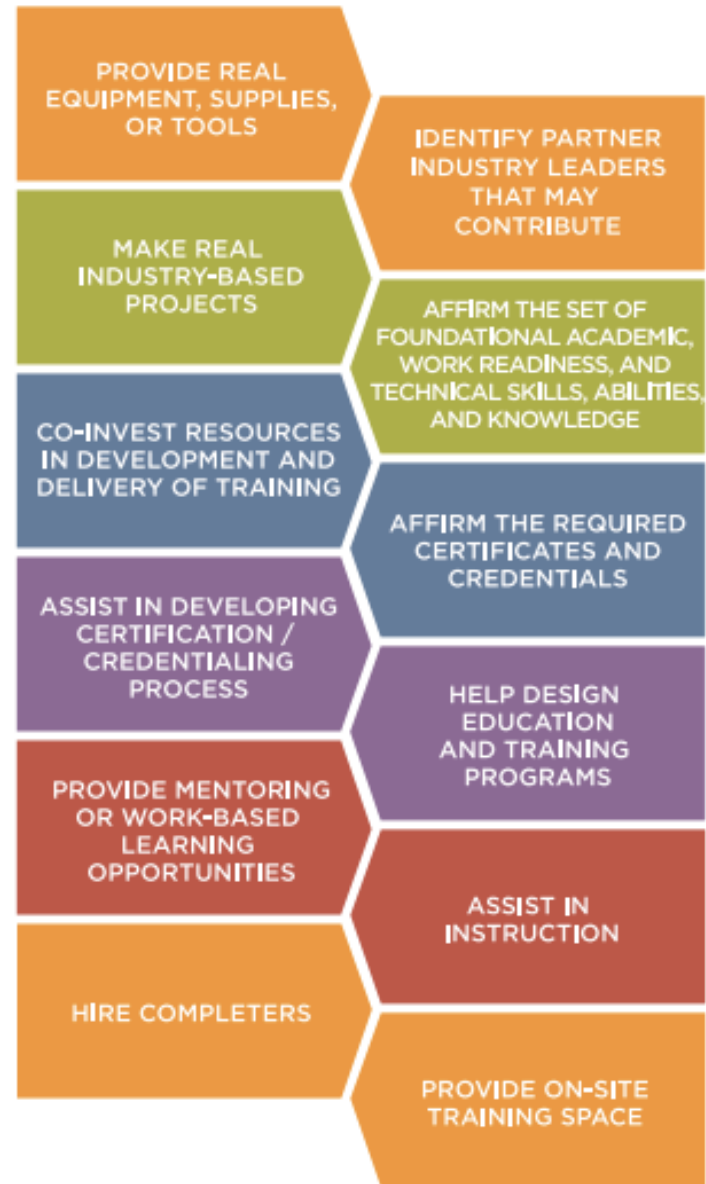 PROVIDE REAL
EQUIPMENT, SUPPLIES,
OR TOOLS
IDENTIFY PARTNER
INDUSTRY LEADERS
THAT MAY
CONTRIBUTE
MAKE REAL
INDUSTRY-BASED
PROJECTS
AFFIRM THE SET OF
FOUNDATIONAL ACADEMIC,
WORK READINESS, AND
TECHNICAL SKILLS, ABILITIES,
AND KNOWLEDGE
CO-INVEST RESOURCES
IN DEVELOPMENT AND
DELIVERY OF TRAINING
AFFIRM THE REQUIRED
CERTIFICATES AND
CREDENTIALS
ASSIST IN DEVELOPING
CERTIFICATION /
CREDENTIALING
PROCESS
HELP DESIGN
EDUCATION
AND TRAINING
PROGRAMS
PROVIDE MENTORING
OR WORK-BASED
LEARNING
OPPORTUNITIES
ASSIST IN
INSTRUCTION
HIRE COMPLETERS
PROVIDE ON-SITE
TRAINING SPACE